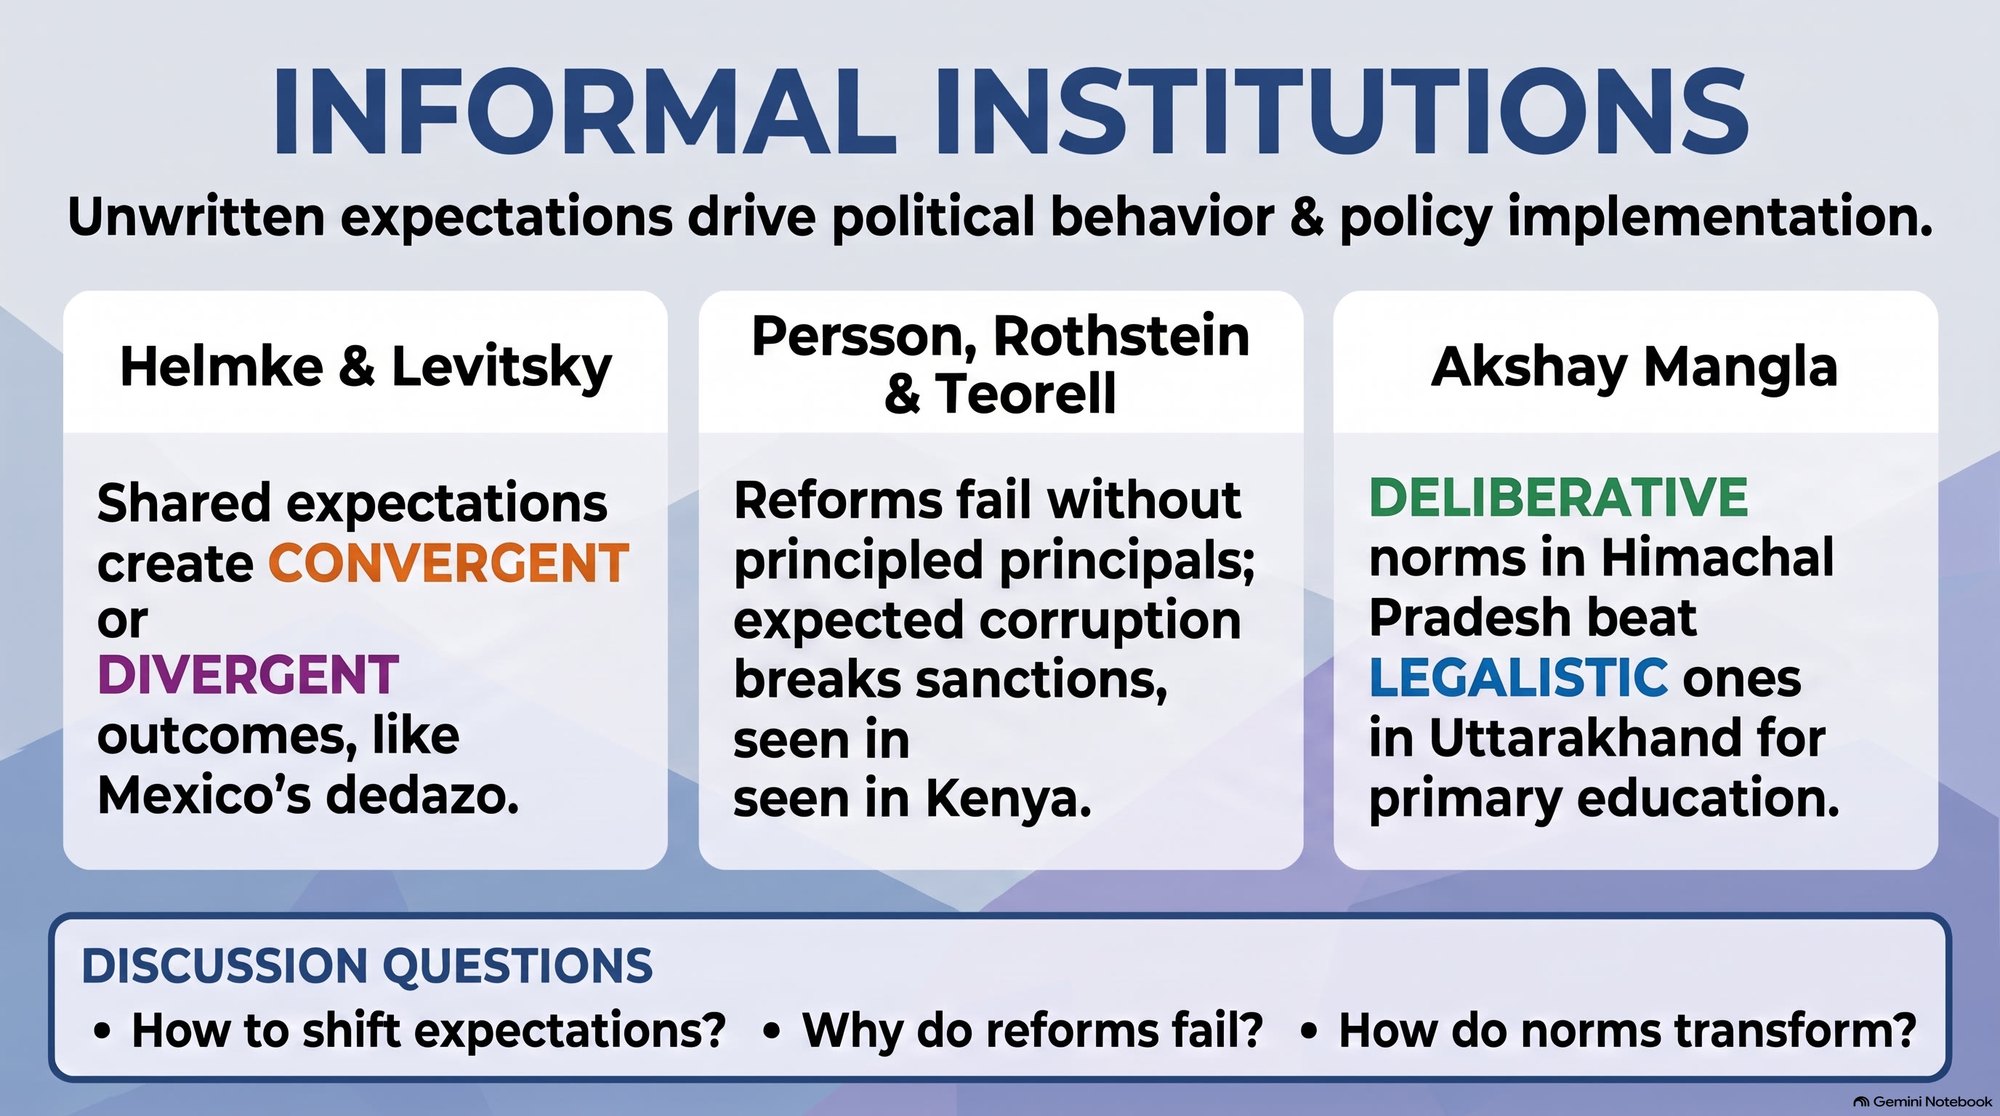 INFORMAL INSTITUTIONS
Unwritten expectations drive political behavior & policy implementation.
Helmke & Levitsky
Shared expectations
create CONVERGENT
or
DIVERGENT
outcomes, like
Mexico's dedazo.
Persson, Rothstein
& Teorell
Reforms fail without
principled principals;
expected corruption
breaks sanctions,
seen in
seen in Kenya.
Akshay Mangla
DELIBERATIVE
norms in Himachal
Pradesh beat
LEGALISTIC ones
in Uttarakhand for
primary education.
DISCUSSION QUESTIONS
• How to shift expectations? • Why do reforms fail? • How do norms transform?
Gemini Notebook